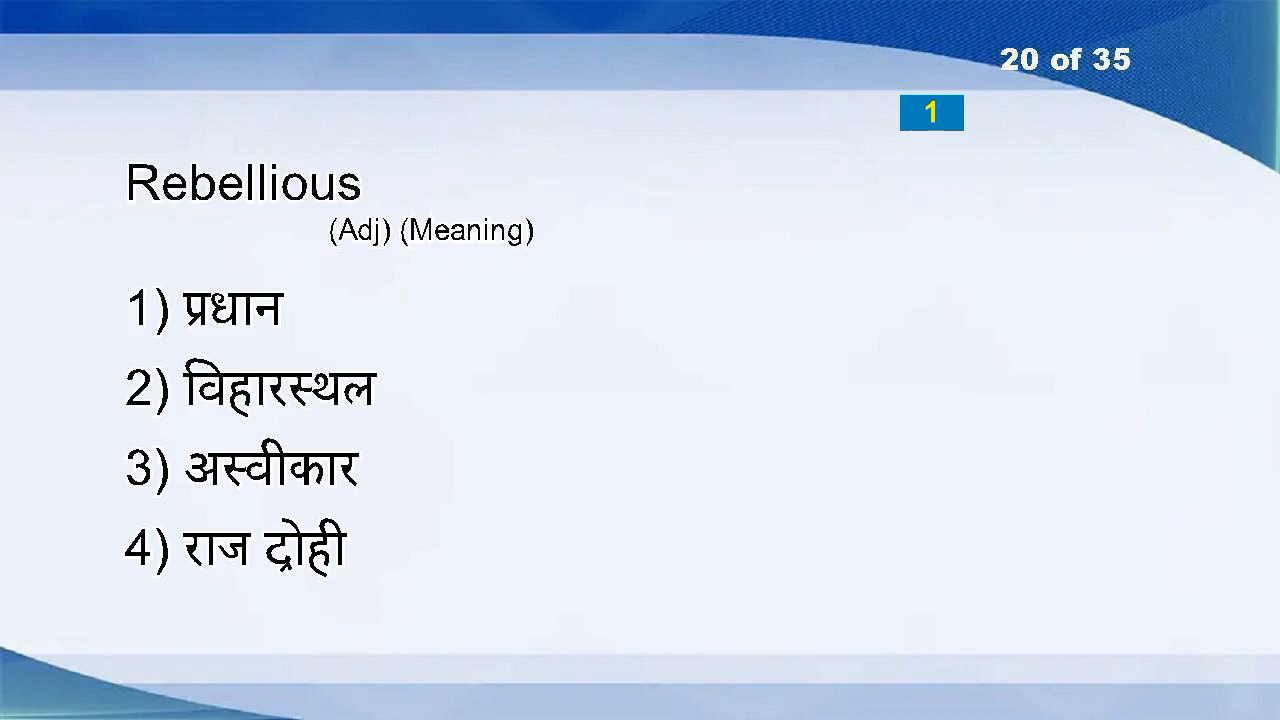 20 of 35
1
Rebellious
(Adj) (Meaning)
1) प्रधान
2) विहारस्थल
3) अस्वीकार
4) राज द्रोही